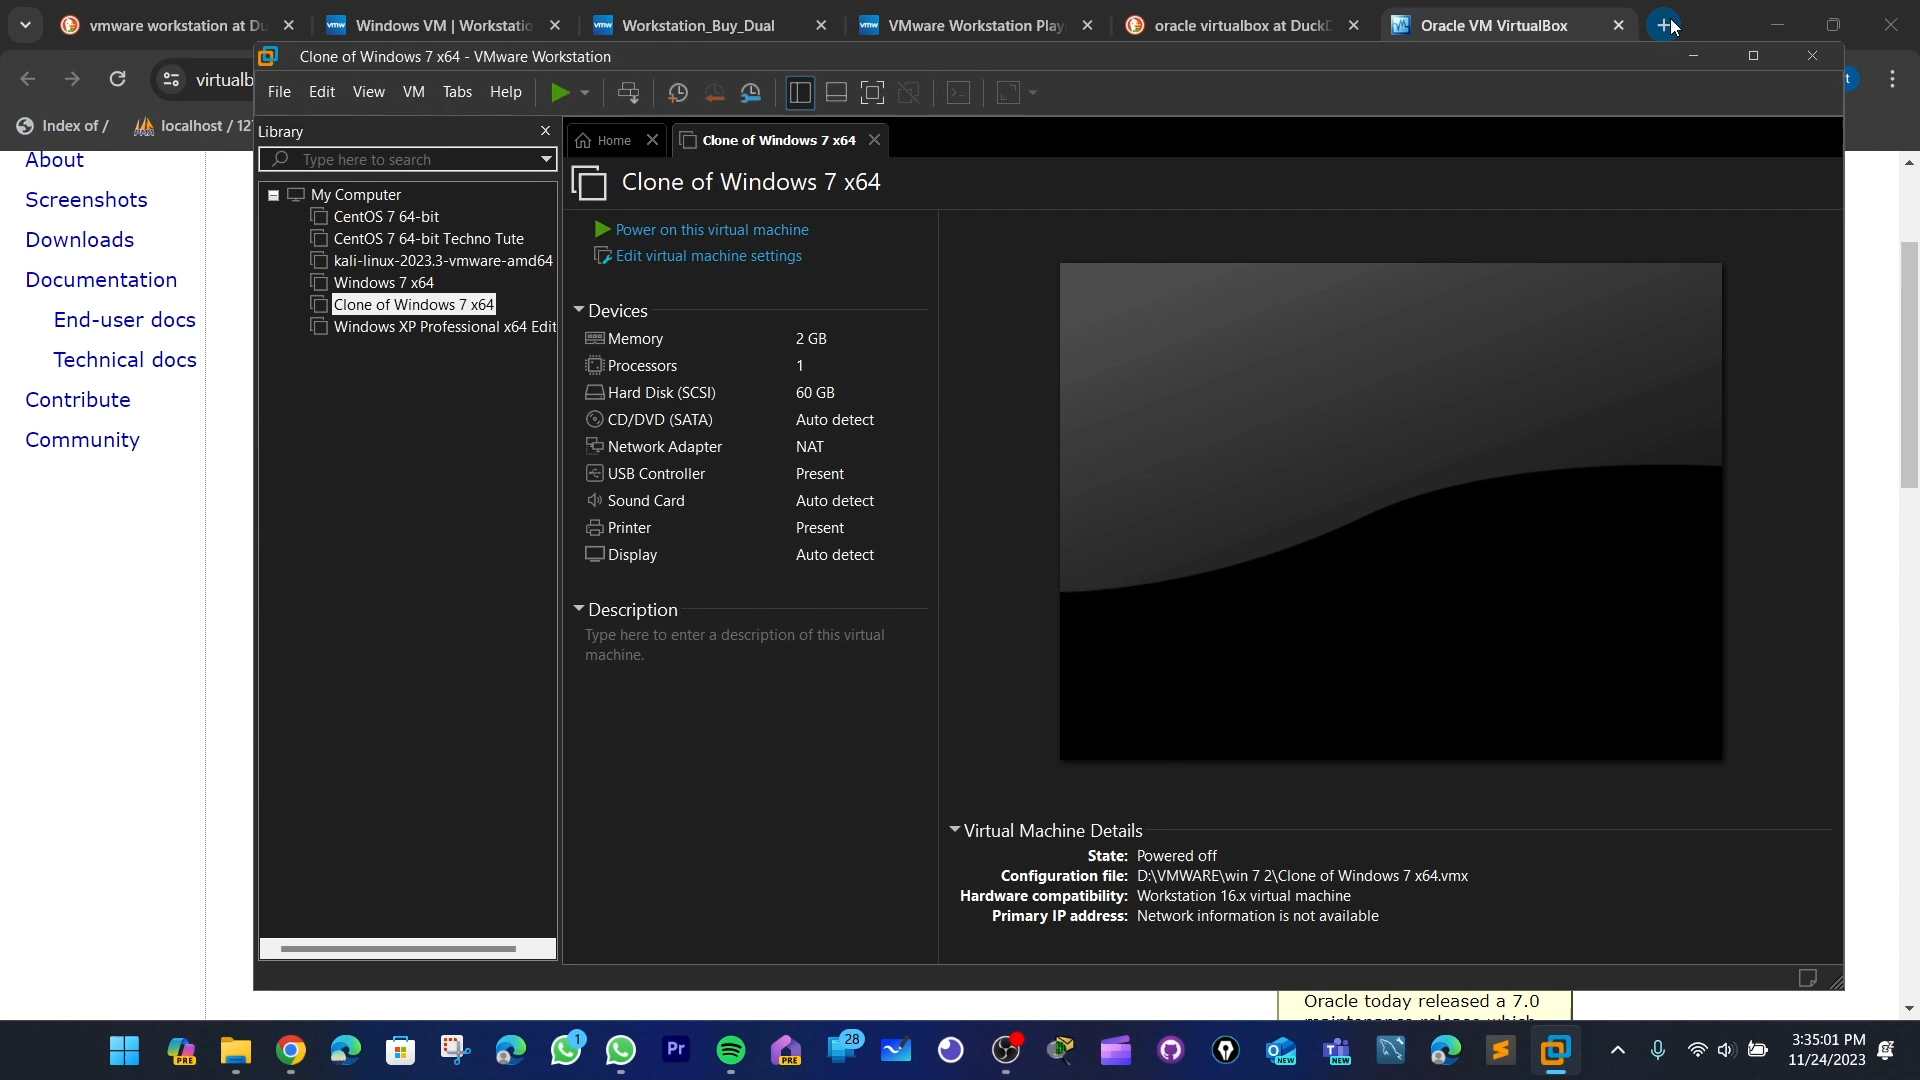 vmware workstation at Du
Windows VM | Workstatio
Workstation_Buy_Dual
VMware Workstation Play
oracle virtualbox at DuckD
Oracle VM VirtualBox
virtualb
Index of /
localhost / 127
Clone of Windows 7 x64 - VMware Workstation
File Edit View VM Tabs Help
Library
Type here to search
My Computer
CentOS 7 64-bit
CentOS 7 64-bit Techno Tute
kali-linux-2023.3-vmware-amd64
Windows 7 x64
Clone of Windows 7 x64
Windows XP Professional x64 Edit
Home
Clone of Windows 7 x64
Clone of Windows 7 x64
Power on this virtual machine
Edit virtual machine settings
Devices
Memory 2 GB
Processors 1
Hard Disk (SCSI) 60 GB
CD/DVD (SATA) Auto detect
Network Adapter NAT
USB Controller Present
Sound Card Auto detect
Printer Present
Display Auto detect
Description
Type here to enter a description of this virtual
machine.
Virtual Machine Details
State: Powered off
Configuration file: D:\VMWARE\win 7 2\Clone of Windows 7 x64.vmx
Hardware compatibility: Workstation 16.x virtual machine
Primary IP address: Network information is not available
About
Screenshots
Downloads
Documentation
End-user docs
Technical docs
Contribute
Community
Oracle today released a 7.0
PRE
1
Pr
PRE
28
NEW
NEW
3:35:01 PM
11/24/2023